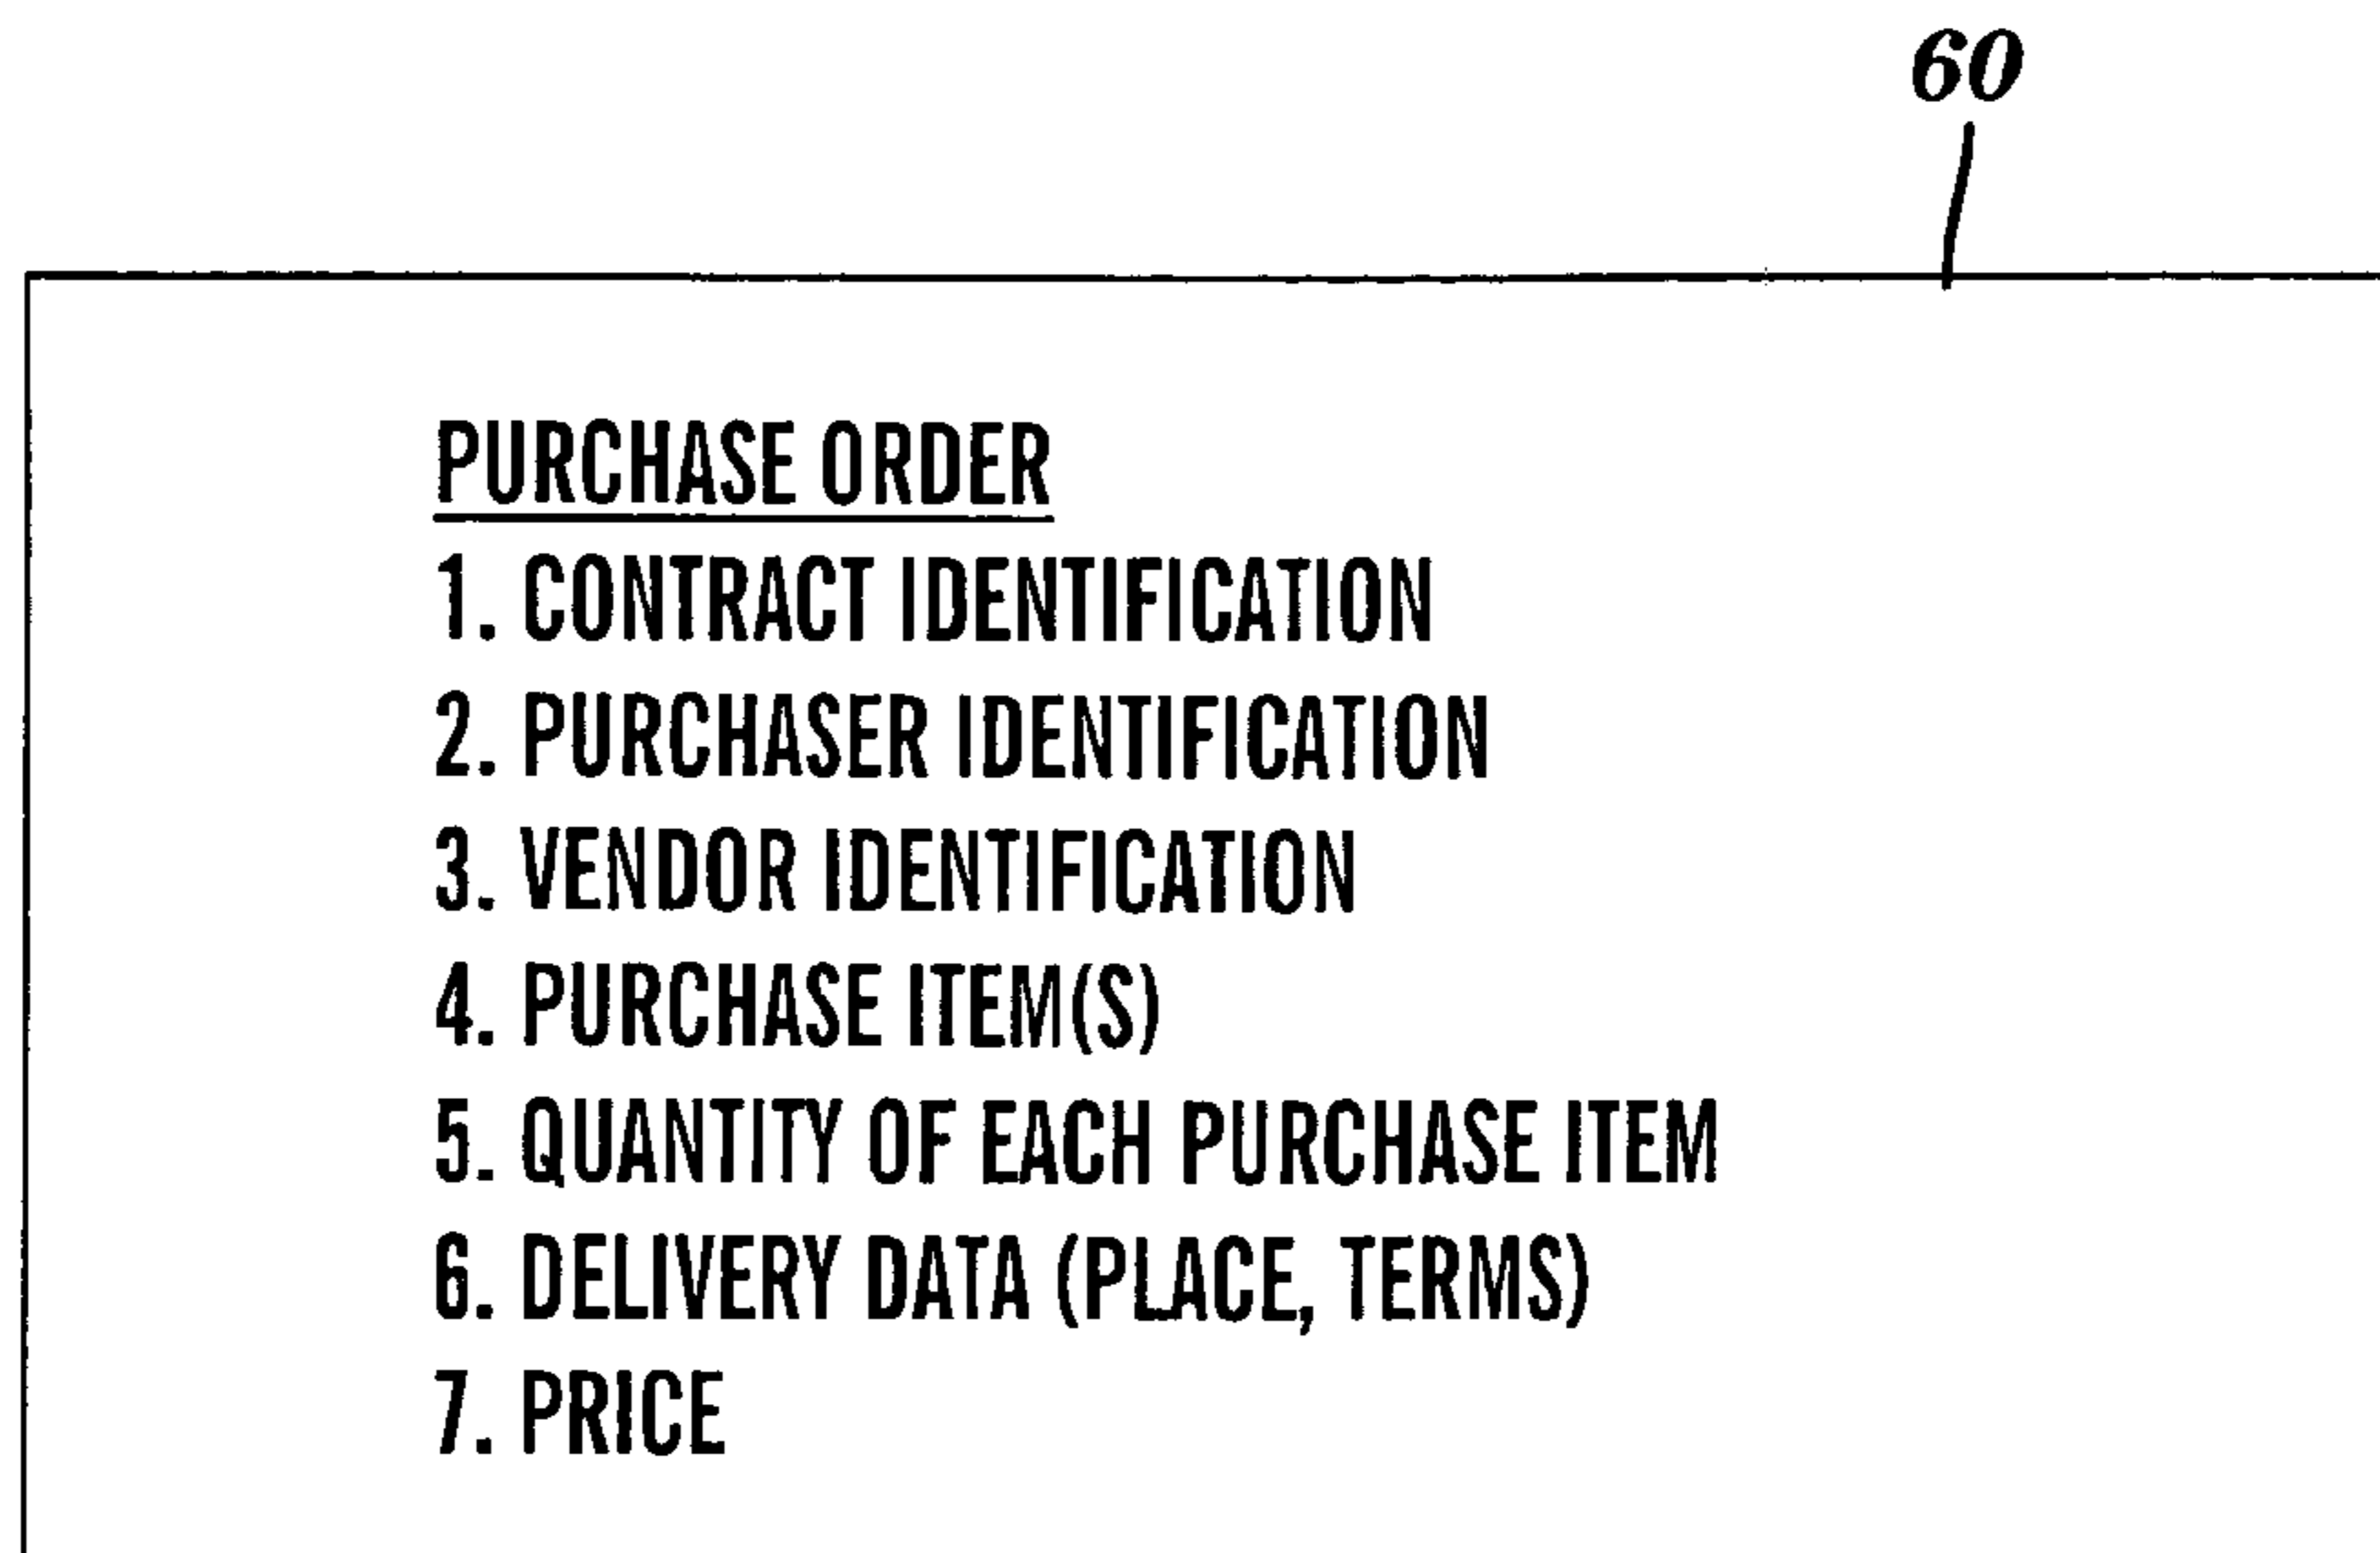 60
PURCHASE ORDER
1. CONTRACT IDENTIFICATION
2. PURCHASER IDENTIFICATION
3. VENDOR IDENTIFICATION
4. PURCHASE ITEM(S)
5. QUANTITY OF EACH PURCHASE ITEM
6. DELIVERY DATA (PLACE, TERMS)
7. PRICE